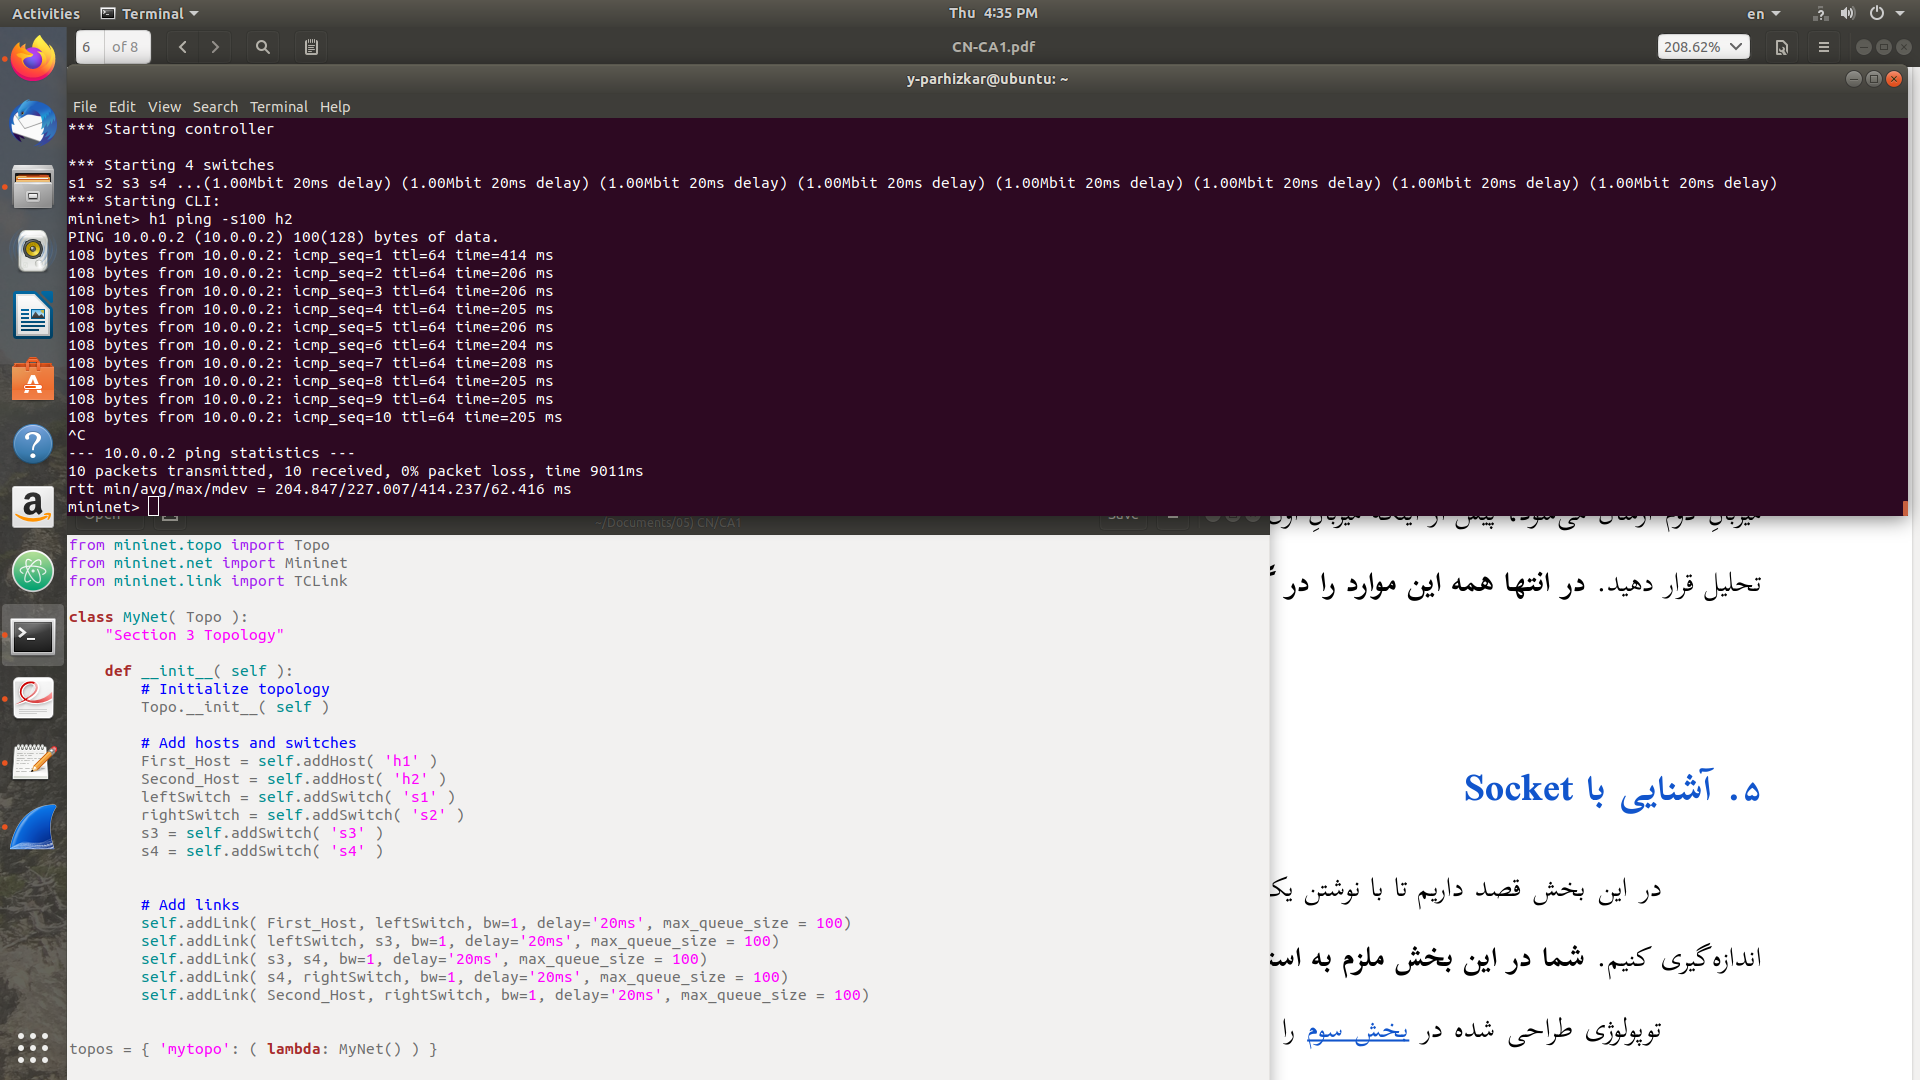 Activities
Terminal
Thu 4:35 PM
en
6 of 8
CN-CA1.pdf
208.62%
y-parhizkar@ubuntu: ~
File Edit View Search Terminal Help
*** Starting controller
*** Starting 4 switches
s1 s2 s3 s4 ...(1.00Mbit 20ms delay) (1.00Mbit 20ms delay) (1.00Mbit 20ms delay) (1.00Mbit 20ms delay) (1.00Mbit 20ms delay) (1.00Mbit 20ms delay) (1.00Mbit 20ms delay) (1.00Mbit 20ms delay)
*** Starting CLI:
mininet> h1 ping -s100 h2
PING 10.0.0.2 (10.0.0.2) 100(128) bytes of data.
108 bytes from 10.0.0.2: icmp_seq=1 ttl=64 time=414 ms
108 bytes from 10.0.0.2: icmp_seq=2 ttl=64 time=206 ms
108 bytes from 10.0.0.2: icmp_seq=3 ttl=64 time=206 ms
108 bytes from 10.0.0.2: icmp_seq=4 ttl=64 time=205 ms
108 bytes from 10.0.0.2: icmp_seq=5 ttl=64 time=206 ms
108 bytes from 10.0.0.2: icmp_seq=6 ttl=64 time=204 ms
108 bytes from 10.0.0.2: icmp_seq=7 ttl=64 time=208 ms
108 bytes from 10.0.0.2: icmp_seq=8 ttl=64 time=205 ms
108 bytes from 10.0.0.2: icmp_seq=9 ttl=64 time=205 ms
108 bytes from 10.0.0.2: icmp_seq=10 ttl=64 time=205 ms
^C
--- 10.0.0.2 ping statistics ---
10 packets transmitted, 10 received, 0% packet loss, time 9011ms
rtt min/avg/max/mdev = 204.847/227.007/414.237/62.416 ms
mininet>
~/Documents/05) CN/CA1
from mininet.topo import Topo
from mininet.net import Mininet
from mininet.link import TCLink
class MyNet( Topo ):
"Section 3 Topology"
def __init__( self ):
# Initialize topology
Topo.__init__( self )
# Add hosts and switches
First_Host = self.addHost( 'h1' )
Second_Host = self.addHost( 'h2' )
leftSwitch = self.addSwitch( 's1' )
rightSwitch = self.addSwitch( 's2' )
s3 = self.addSwitch( 's3' )
s4 = self.addSwitch( 's4' )
# Add links
self.addLink( First_Host, leftSwitch, bw=1, delay='20ms', max_queue_size = 100)
self.addLink( leftSwitch, s3, bw=1, delay='20ms', max_queue_size = 100)
self.addLink( s3, s4, bw=1, delay='20ms', max_queue_size = 100)
self.addLink( s4, rightSwitch, bw=1, delay='20ms', max_queue_size = 100)
self.addLink( Second_Host, rightSwitch, bw=1, delay='20ms', max_queue_size = 100)
topos = { 'mytopo': ( lambda: MyNet() ) }
تحلیل قرار دهید. در انتها همه این موارد را در
۵. آشنایی با Socket
در این بخش قصد داریم تا با نوشتن یک
اندازه‌گیری کنیم. شما در این بخش ملزم به
توپولوژی طراحی شده در بخش سوم را